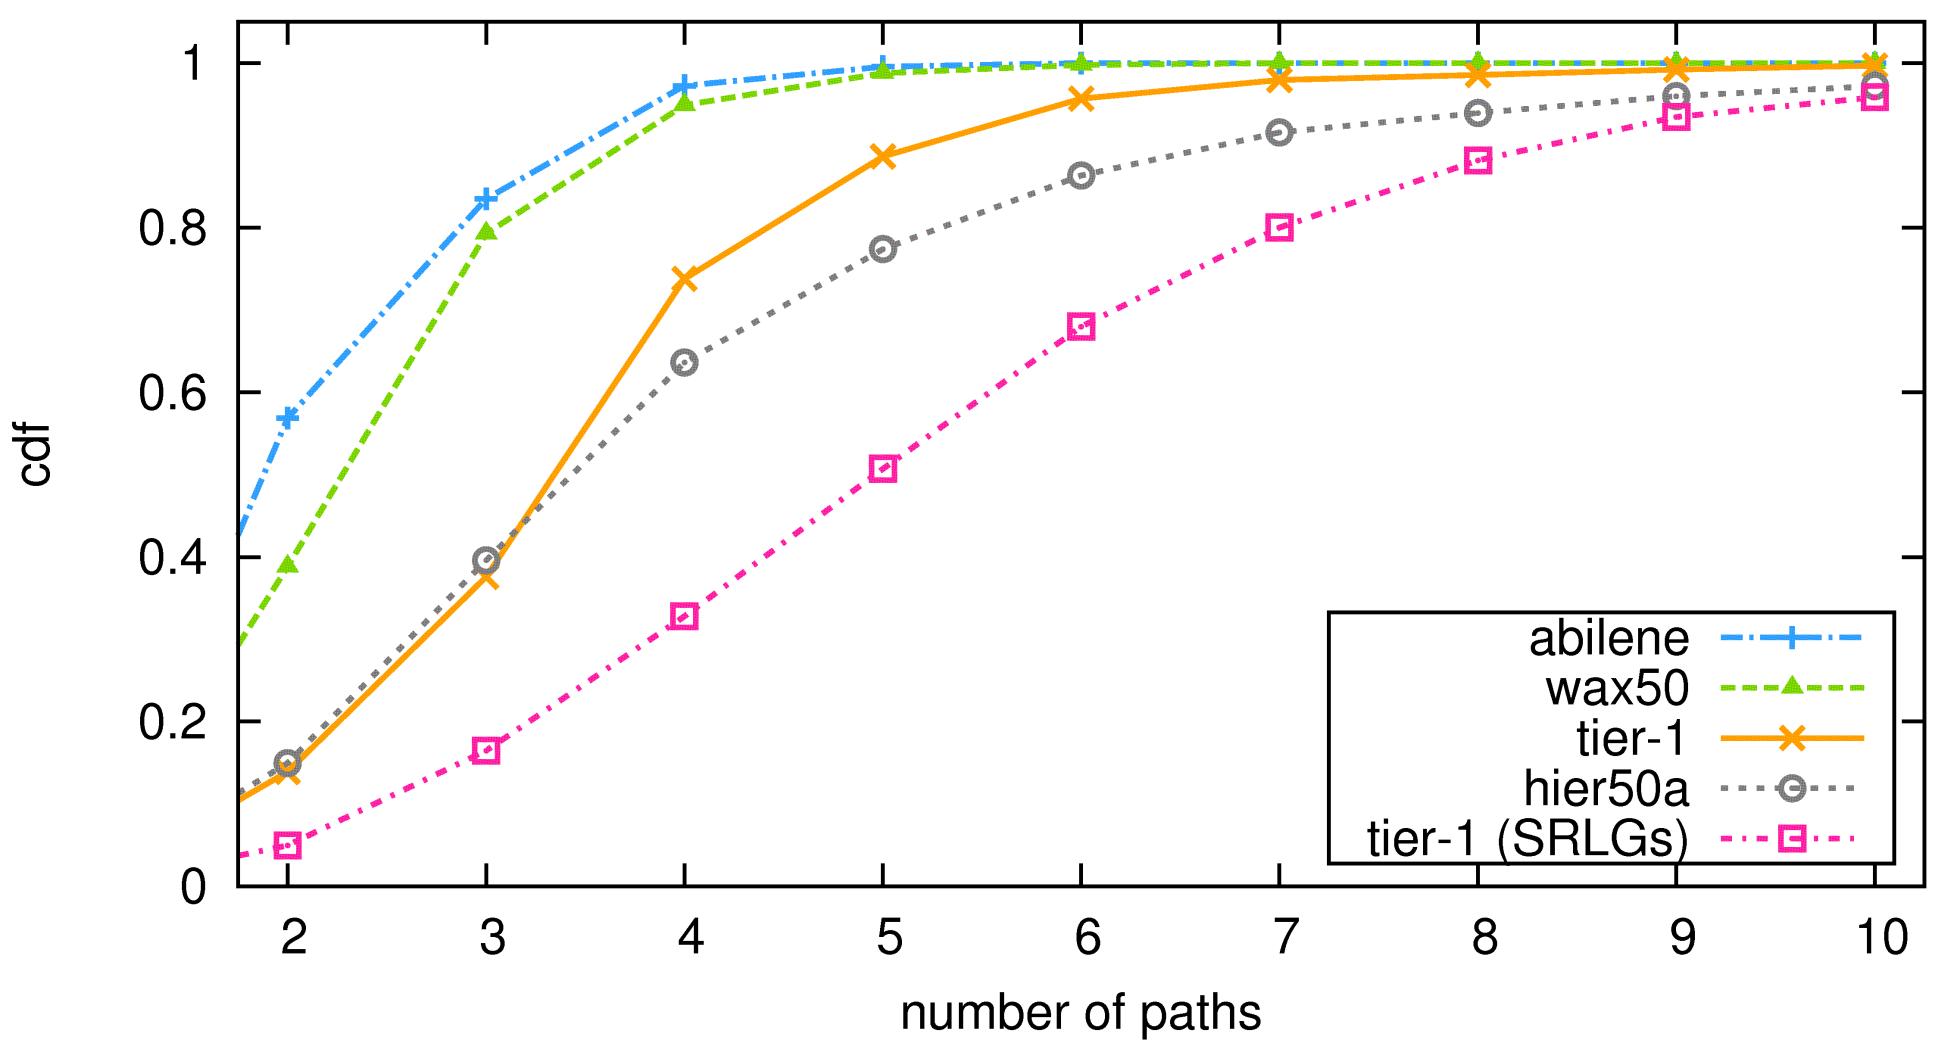 1
0.8
0.6
0.4
0.2
0
cdf
2 3 4 5 6 7 8 9 10
number of paths
abilene
wax50
tier-1
hier50a
tier-1 (SRLGs)